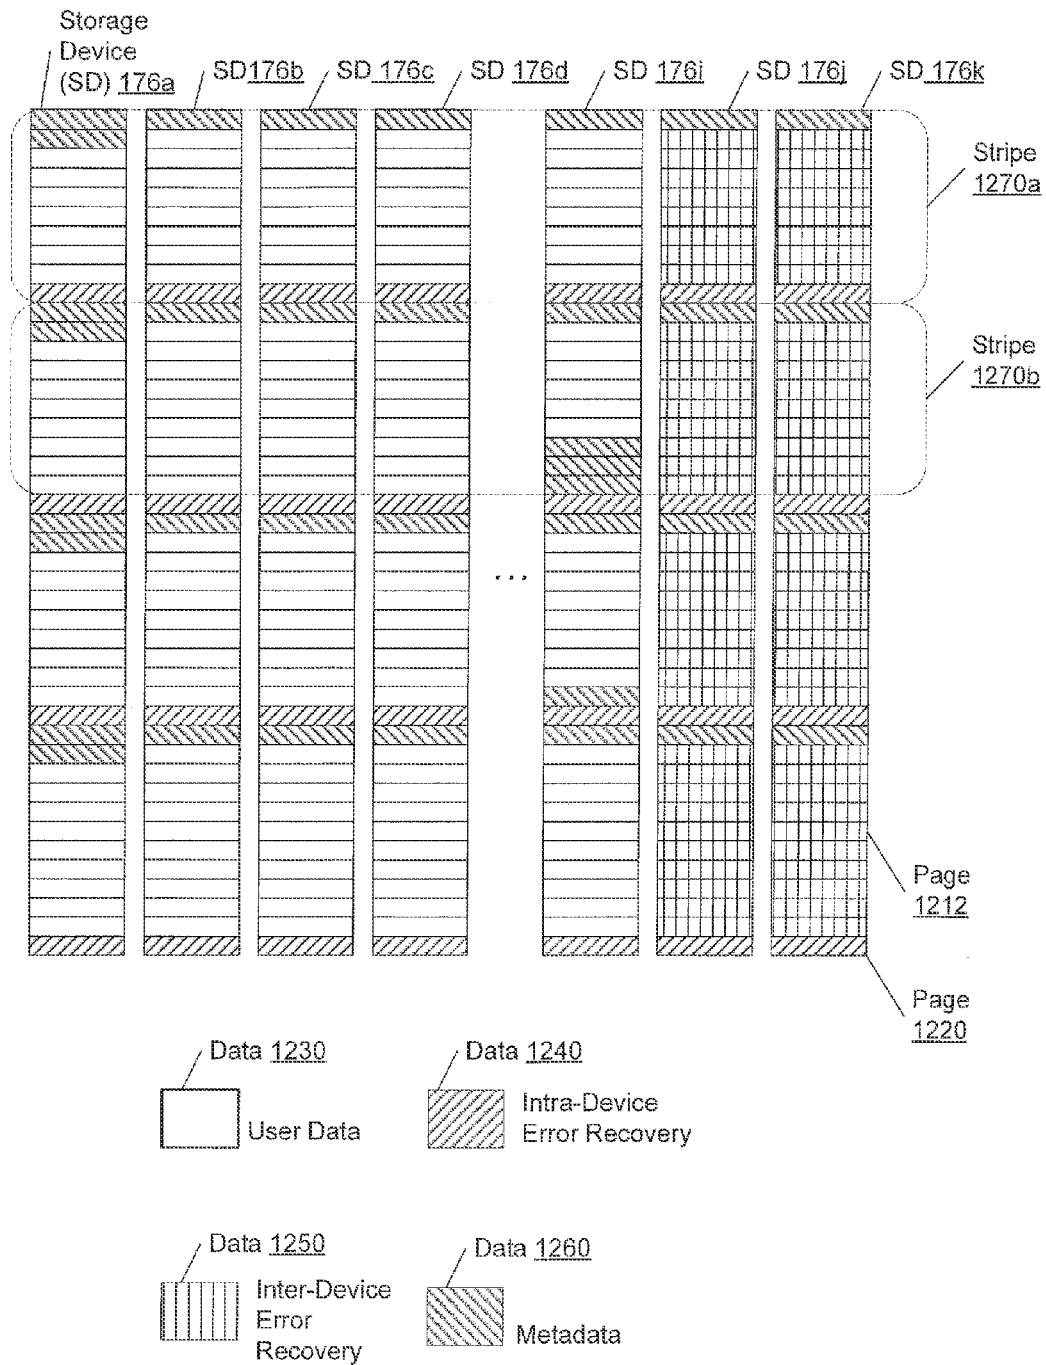 Storage
Device
(SD) 176a
SD176b
SD 176c
SD 176d
SD 176i
SD 176j
SD 176k
Stripe
1270a
Stripe
1270b
...
Page
1212
Page
1220
Data 1230
User Data
Data 1240
Intra-Device
Error Recovery
Data 1250
Inter-Device
Error
Recovery
Data 1260
Metadata